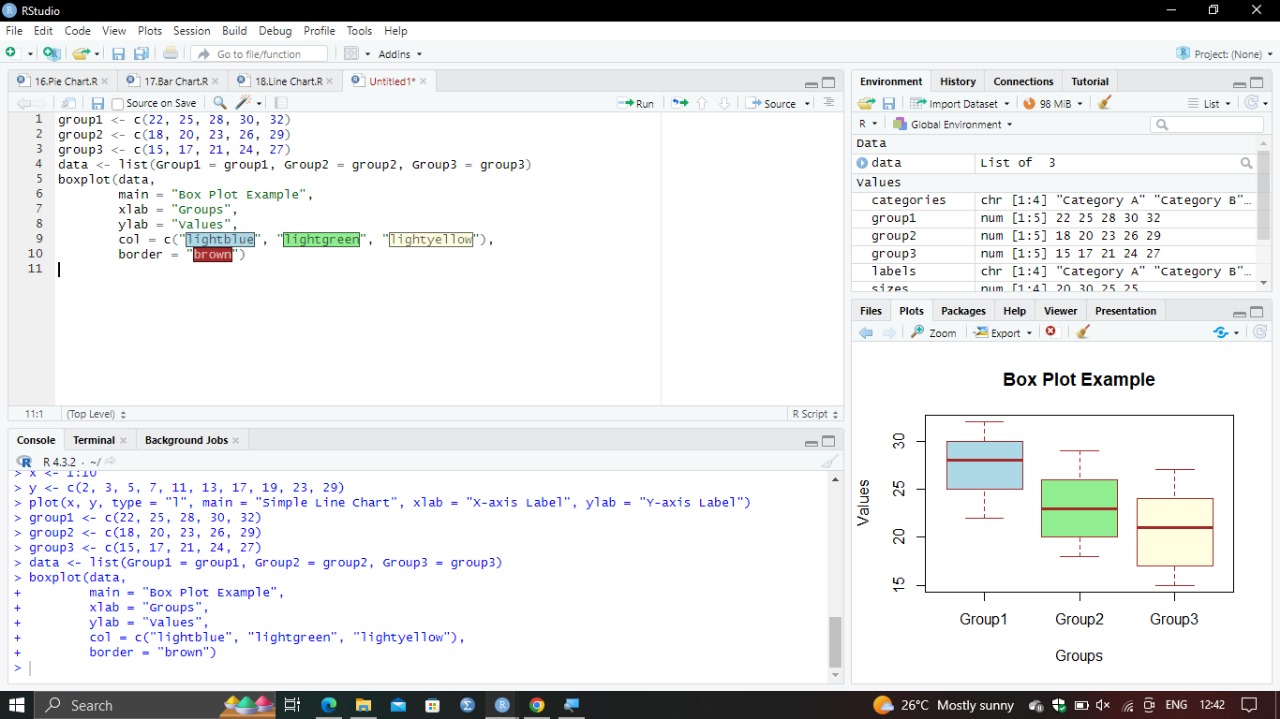 RStudio
File Edit Code View Plots Session Build Debug Profile Tools Help
Go to file/function Addins Project: (None)
16.Pie Chart.R 17.Bar Chart.R 18.Line Chart.R Untitled1*
Source on Save Run Source
1 group1 <- c(22, 25, 28, 30, 32)
2 group2 <- c(18, 20, 23, 26, 29)
3 group3 <- c(15, 17, 21, 24, 27)
4 data <- list(Group1 = group1, Group2 = group2, Group3 = group3)
5 boxplot(data,
6 main = "Box Plot Example",
7 xlab = "Groups",
8 ylab = "Values",
9 col = c("lightblue", "lightgreen", "lightyellow"),
10 border = "brown")
11
11:1 (Top Level) R Script
Console Terminal Background Jobs
R 4.3.2 · ~/
> x <- 1:10
> y <- c(2, 3, 5, 7, 11, 13, 17, 19, 23, 29)
> plot(x, y, type = "l", main = "Simple Line Chart", xlab = "X-axis Label", ylab = "Y-axis Label")
> group1 <- c(22, 25, 28, 30, 32)
> group2 <- c(18, 20, 23, 26, 29)
> group3 <- c(15, 17, 21, 24, 27)
> data <- list(Group1 = group1, Group2 = group2, Group3 = group3)
> boxplot(data,
+ main = "Box Plot Example",
+ xlab = "Groups",
+ ylab = "Values",
+ col = c("lightblue", "lightgreen", "lightyellow"),
+ border = "brown")
>
Environment History Connections Tutorial
Import Dataset 98 MiB List
R Global Environment
Data
data List of 3
Values
categories chr [1:4] "Category A" "Category B"…
group1 num [1:5] 22 25 28 30 32
group2 num [1:5] 18 20 23 26 29
group3 num [1:5] 15 17 21 24 27
labels chr [1:4] "Category A" "Category B"…
sizes num [1:4] 20 30 25 25
Files Plots Packages Help Viewer Presentation
Zoom Export
Box Plot Example
30
25
20
15
Values
Group1 Group2 Group3
Groups
Search 26°C Mostly sunny ENG 12:42